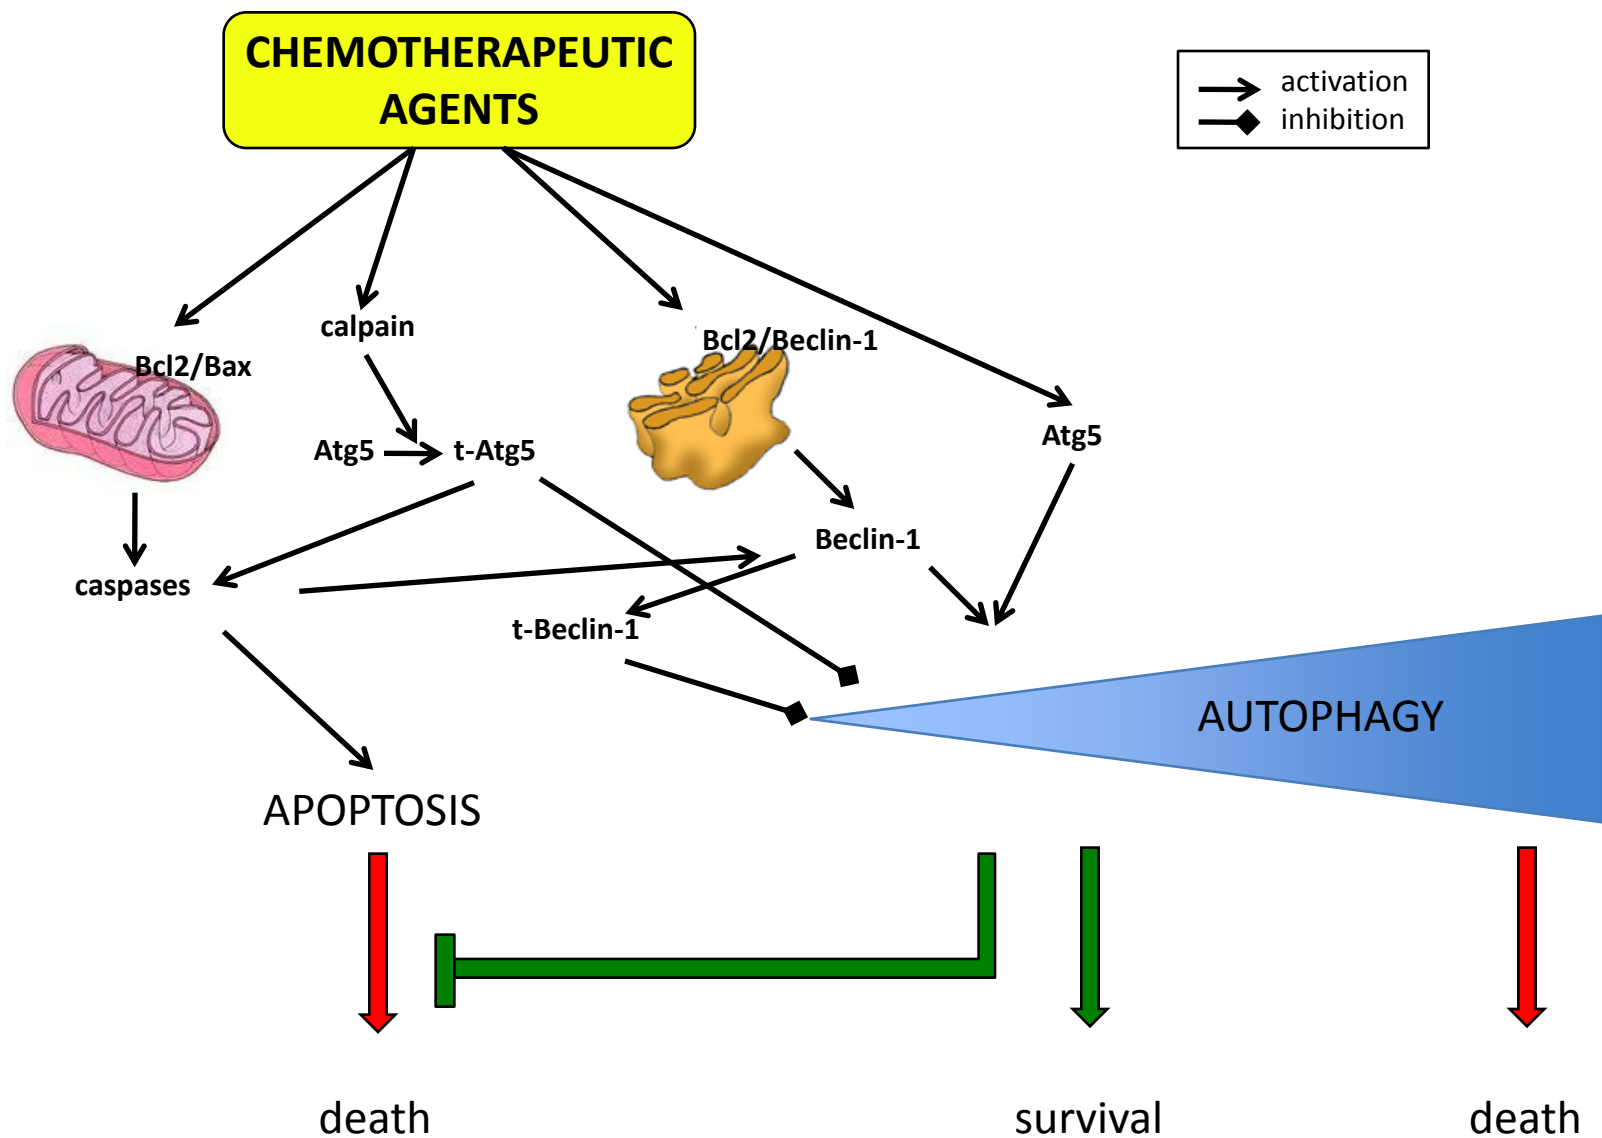 CHEMOTHERAPEUTIC
AGENTS
activation
inhibition
calpain
Bcl2/Bax
Bcl2/Beclin-1
Atg5
t-Atg5
Atg5
Beclin-1
caspases
t-Beclin-1
AUTOPHAGY
APOPTOSIS
death
survival
death